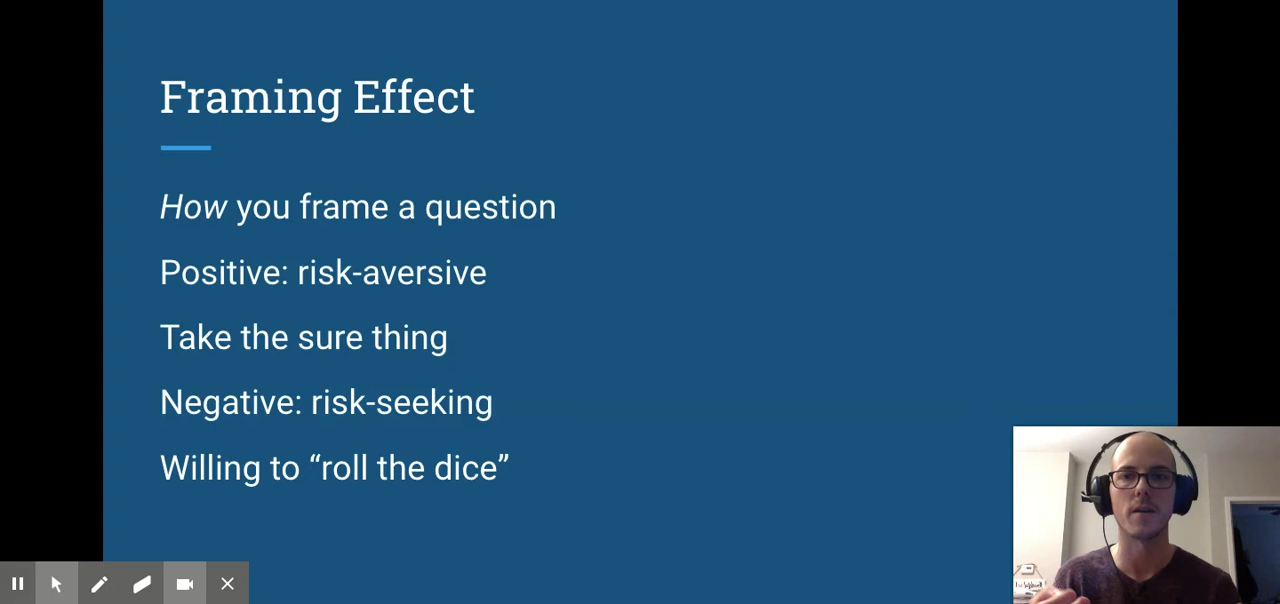 Framing Effect
How you frame a question
Positive: risk-aversive
Take the sure thing
Negative: risk-seeking
Willing to “roll the dice”